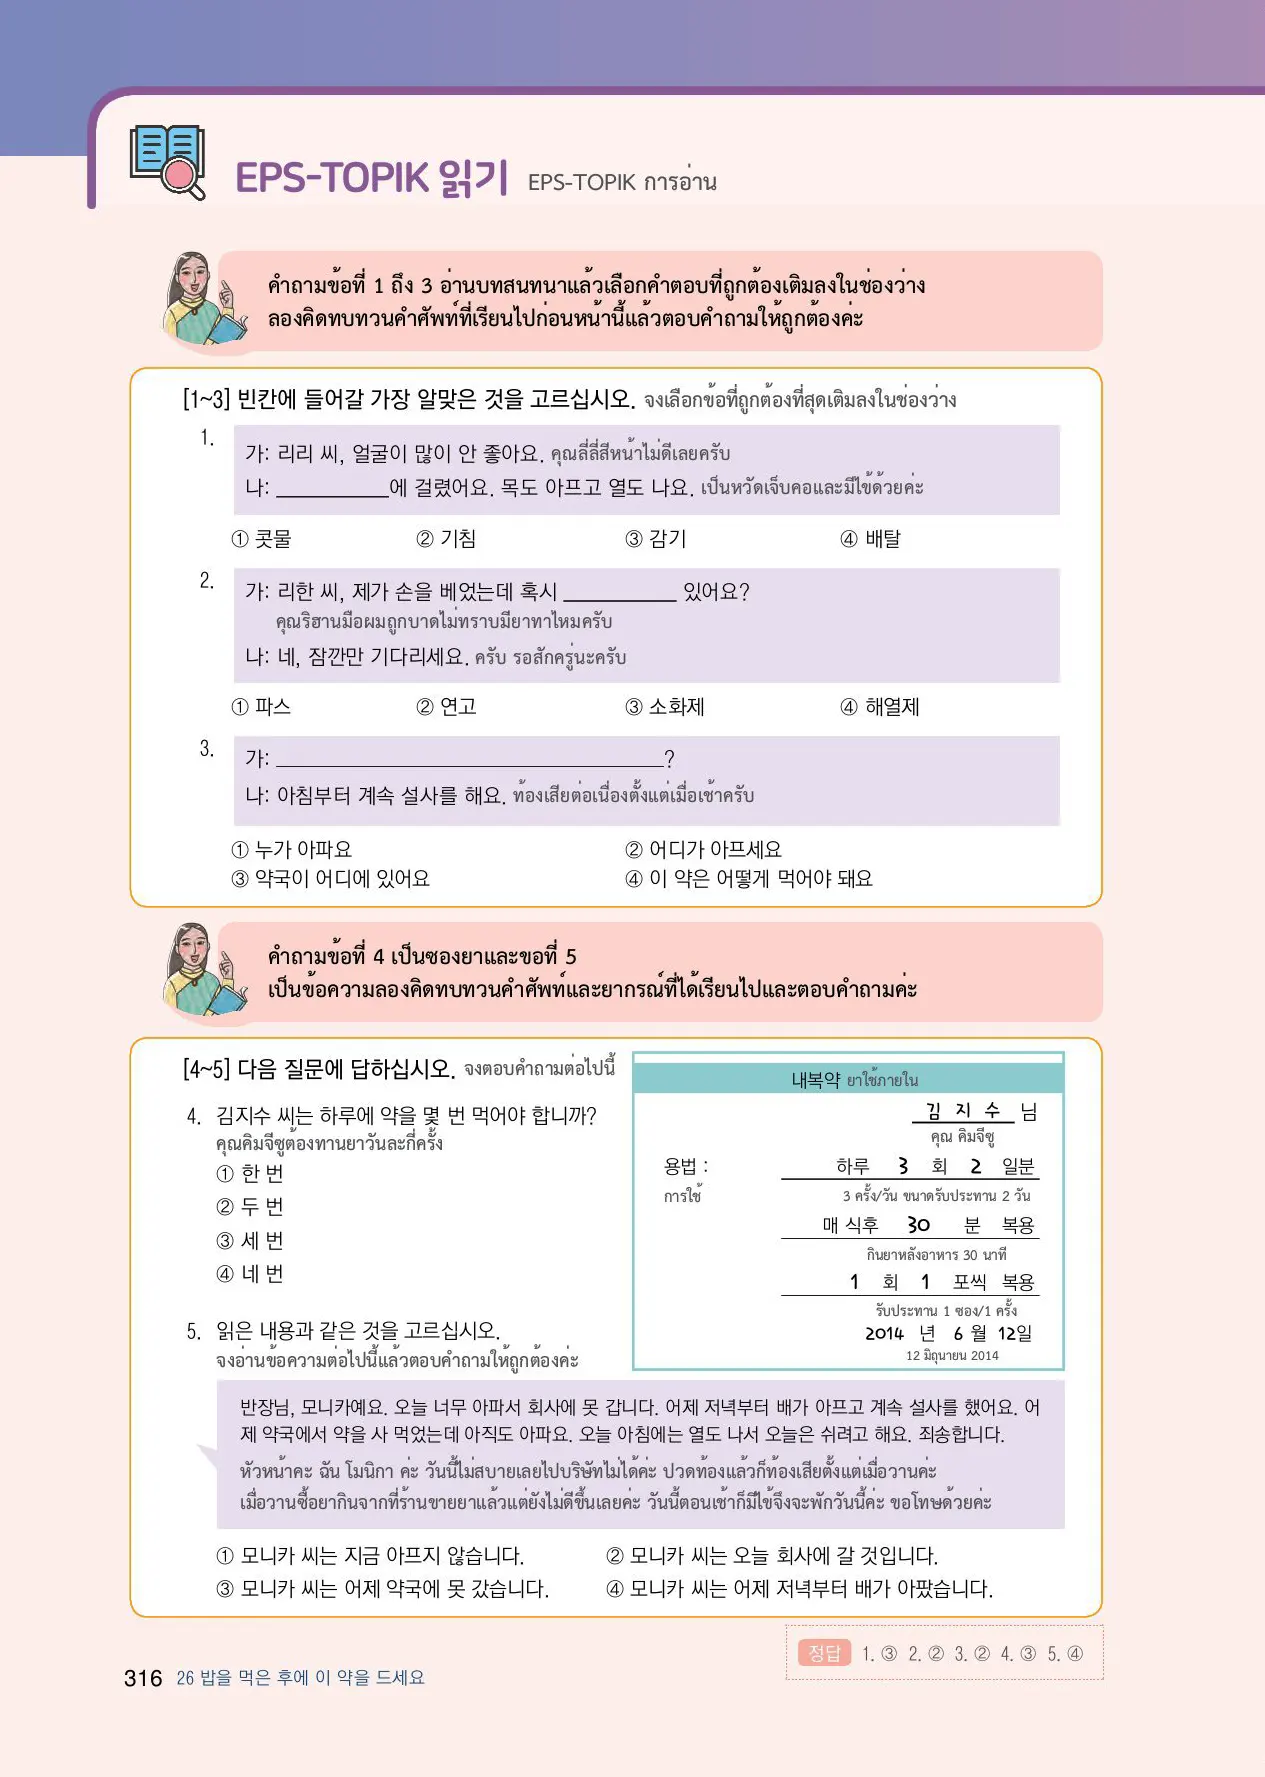 EPS-TOPIK 읽기 EPS-TOPIK การอ่าน
คำถามข้อที่ 1 ถึง 3 อ่านบทสนทนาแล้วเลือกคำตอบที่ถูกต้องเติมลงในช่องว่าง
ลองคิดทบทวนคำศัพท์ที่เรียนไปก่อนหน้านี้แล้วตอบคำถามให้ถูกต้องค่ะ
[1~3] 빈칸에 들어갈 가장 알맞은 것을 고르십시오. จงเลือกข้อที่ถูกต้องที่สุดเติมลงในช่องว่าง
1.
가: 리리 씨, 얼굴이 많이 안 좋아요. คุณลี่ลี่สีหน้าไม่ดีเลยครับ
나: __________에 걸렸어요. 목도 아프고 열도 나요. เป็นหวัดเจ็บคอและมีไข้ด้วยค่ะ
① 콧물 ② 기침 ③ 감기 ④ 배탈
2.
가: 리한 씨, 제가 손을 베었는데 혹시 __________ 있어요?
คุณริฮานมือผมถูกบาดไม่ทราบมียาทาไหมครับ
나: 네, 잠깐만 기다리세요. ครับ รอสักครู่นะครับ
① 파스 ② 연고 ③ 소화제 ④ 해열제
3.
가: __________?
나: 아침부터 계속 설사를 해요. ท้องเสียต่อเนื่องตั้งแต่เมื่อเช้าครับ
① 누가 아파요 ② 어디가 아프세요
③ 약국이 어디에 있어요 ④ 이 약은 어떻게 먹어야 돼요
คำถามข้อที่ 4 เป็นซองยาและขอที่ 5
เป็นข้อความลองคิดทบทวนคำศัพท์และยากรณ์ที่ได้เรียนไปและตอบคำถามค่ะ
[4~5] 다음 질문에 답하십시오. จงตอบคำถามต่อไปนี้
4. 김지수 씨는 하루에 약을 몇 번 먹어야 합니까?
คุณคิมจีซูต้องทานยาวันละกี่ครั้ง
① 한 번
② 두 번
③ 세 번
④ 네 번
내복약 ยาใช้ภายใน
김 지 수 님
คุณ คิมจีซู
용법 : 하루 3 회 2 일분
การใช้ 3 ครั้ง/วัน ขนาดรับประทาน 2 วัน
매 식후 30 분 복용
กินยาหลังอาหาร 30 นาที
1 회 1 포씩 복용
รับประทาน 1 ซอง/1 ครั้ง
2014 년 6 월 12일
12 มิถุนายน 2014
5. 읽은 내용과 같은 것을 고르십시오.
จงอ่านข้อความต่อไปนี้แล้วตอบคำถามให้ถูกต้องค่ะ
반장님, 모니카예요. 오늘 너무 아파서 회사에 못 갑니다. 어제 저녁부터 배가 아프고 계속 설사를 했어요. 어
제 약국에서 약을 사 먹었는데 아직도 아파요. 오늘 아침에는 열도 나서 오늘은 쉬려고 해요. 죄송합니다.
หัวหน้าคะ ฉัน โมนิกา ค่ะ วันนี้ไม่สบายเลยไปบริษัทไม่ได้ค่ะ ปวดท้องแล้วก็ท้องเสียตั้งแต่เมื่อวานค่ะ
เมื่อวานซื้อยากินจากที่ร้านขายยาแล้วแต่ยังไม่ดีขึ้นเลยค่ะ วันนี้ตอนเช้าก็มีไข้จึงจะพักวันนี้ค่ะ ขอโทษด้วยค่ะ
① 모니카 씨는 지금 아프지 않습니다. ② 모니카 씨는 오늘 회사에 갈 것입니다.
③ 모니카 씨는 어제 약국에 못 갔습니다. ④ 모니카 씨는 어제 저녁부터 배가 아팠습니다.
정답 1. ③ 2. ② 3. ② 4. ③ 5. ④
316 26 밥을 먹은 후에 이 약을 드세요